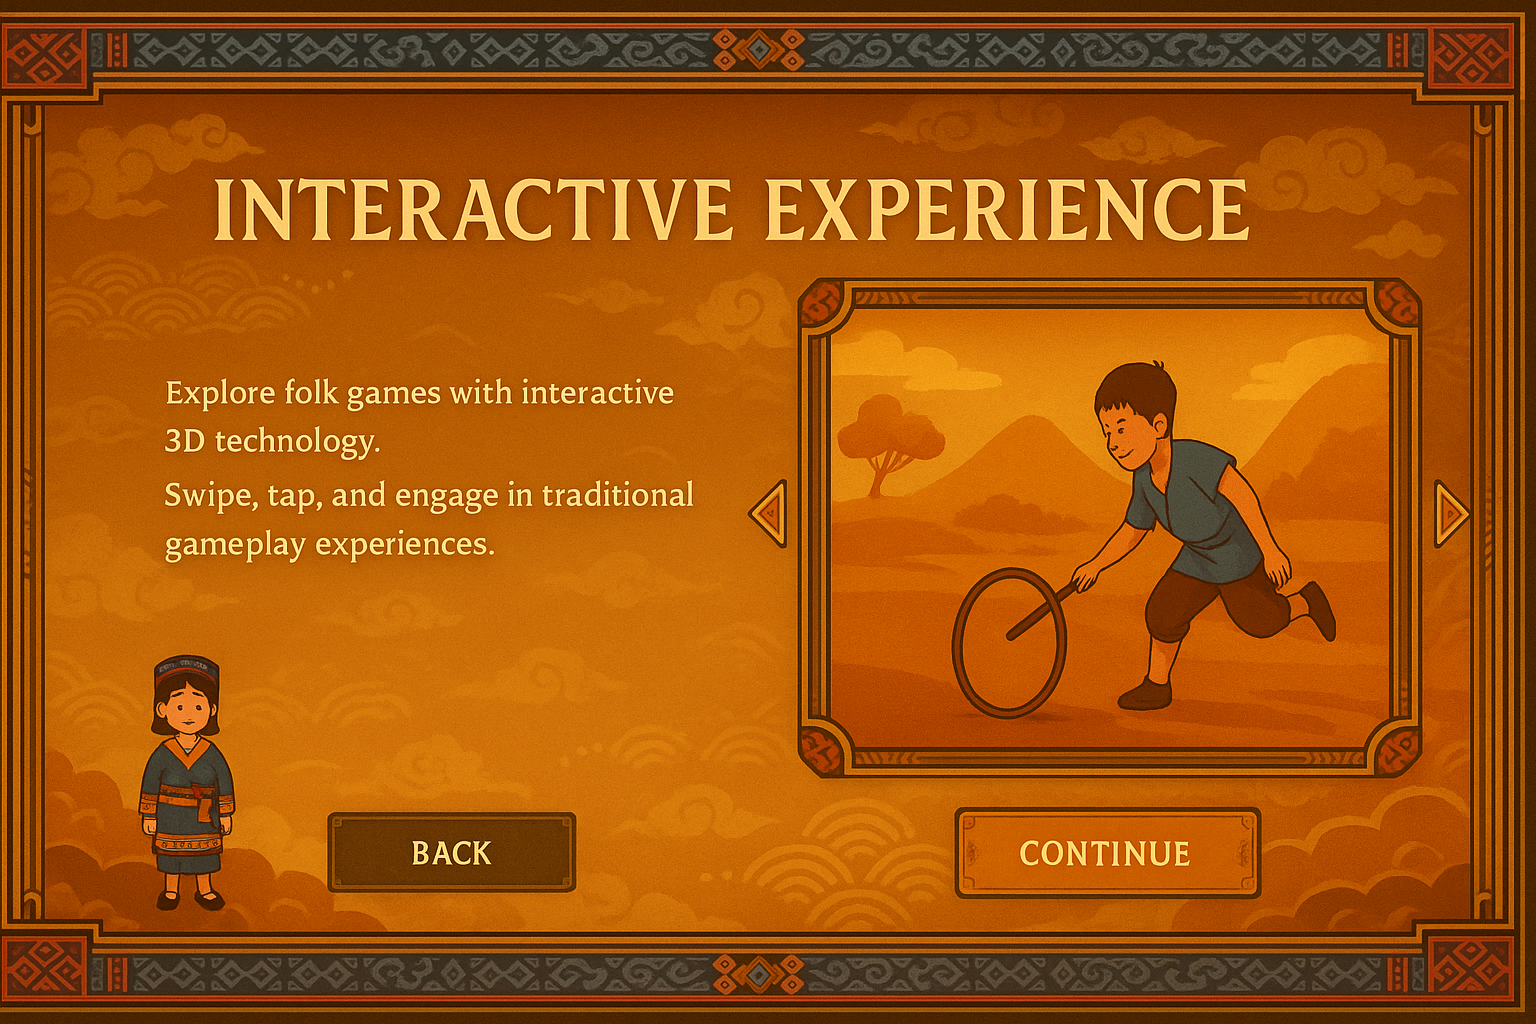 INTERACTIVE EXPERIENCE
Explore folk games with interactive
3D technology.
Swipe, tap, and engage in traditional
gameplay experiences.
BACK
CONTINUE